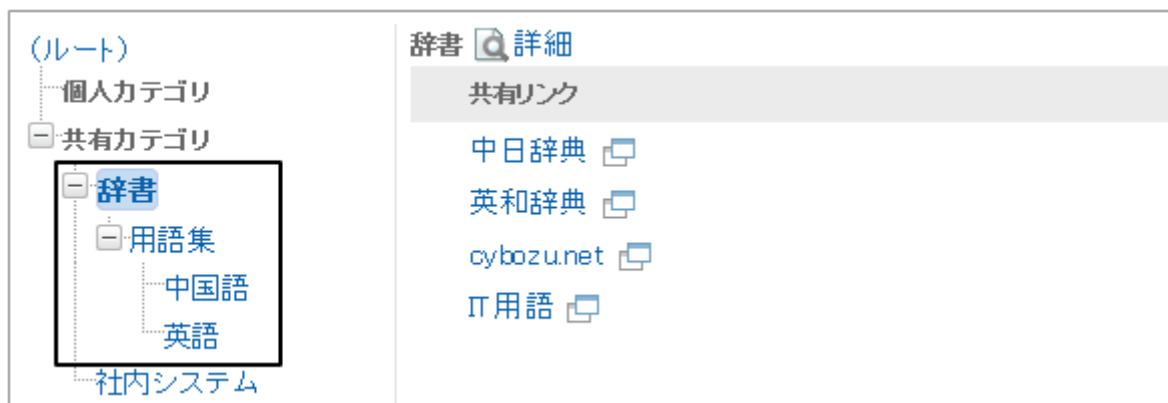 (ルート)
個人カテゴリ
共有カテゴリ
辞書
用語集
中国語
英語
社内システム
辞書 詳細
共有リンク
中日辞典
英和辞典
cybozu.net
IT用語